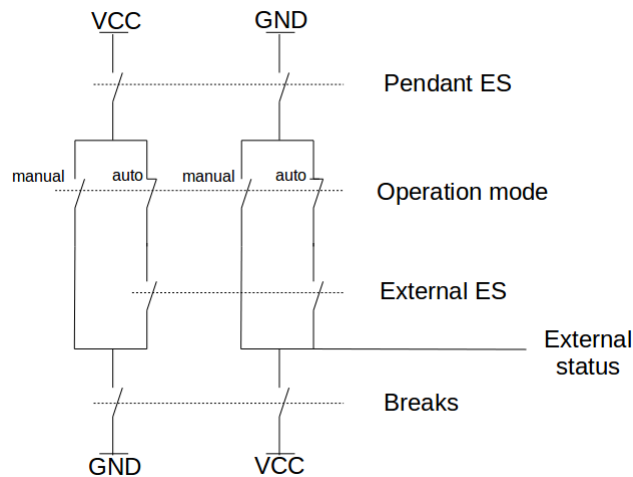 VCC
GND
Pendant ES
manual
auto
manual
auto
Operation mode
External ES
External
status
Breaks
GND
VCC